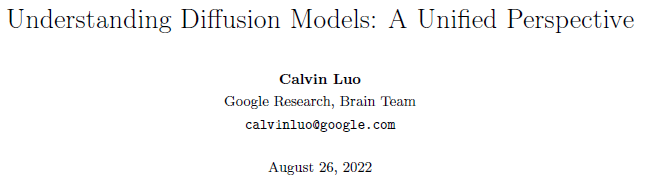 Understanding Diffusion Models: A Unified Perspective
Calvin Luo
Google Research, Brain Team
calvinluo@google.com
August 26, 2022